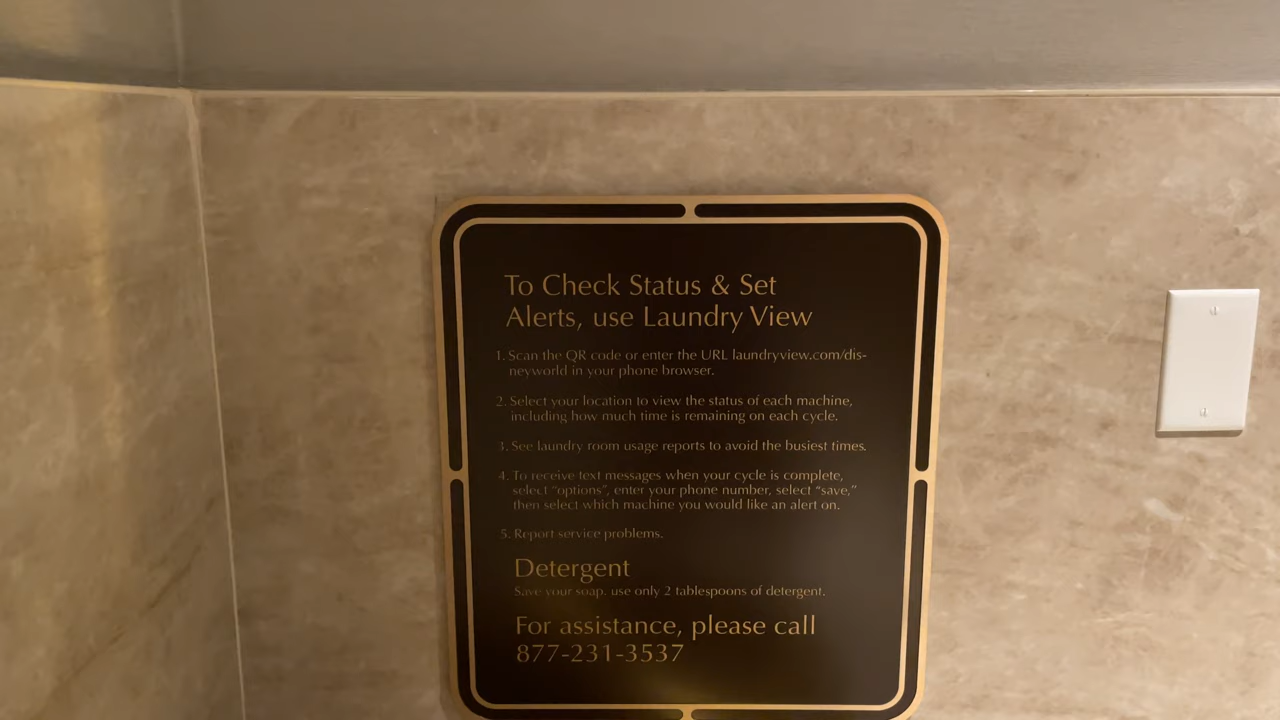 To Check Status & Set
Alerts, use Laundry View
1. Scan the QR code or enter the URL laundryview.com/dis-
neyworld in your phone browser.
2. Select your location to view the status of each machine,
including how much time is remaining on each cycle.
3. See laundry room usage reports to avoid the busiest times.
4. To receive text messages when your cycle is complete,
select “options”, enter your phone number, select “save,”
then select which machine you would like an alert on.
5. Report service problems.
Detergent
Save your soap, use only 2 tablespoons of detergent.
For assistance, please call
877-231-3537